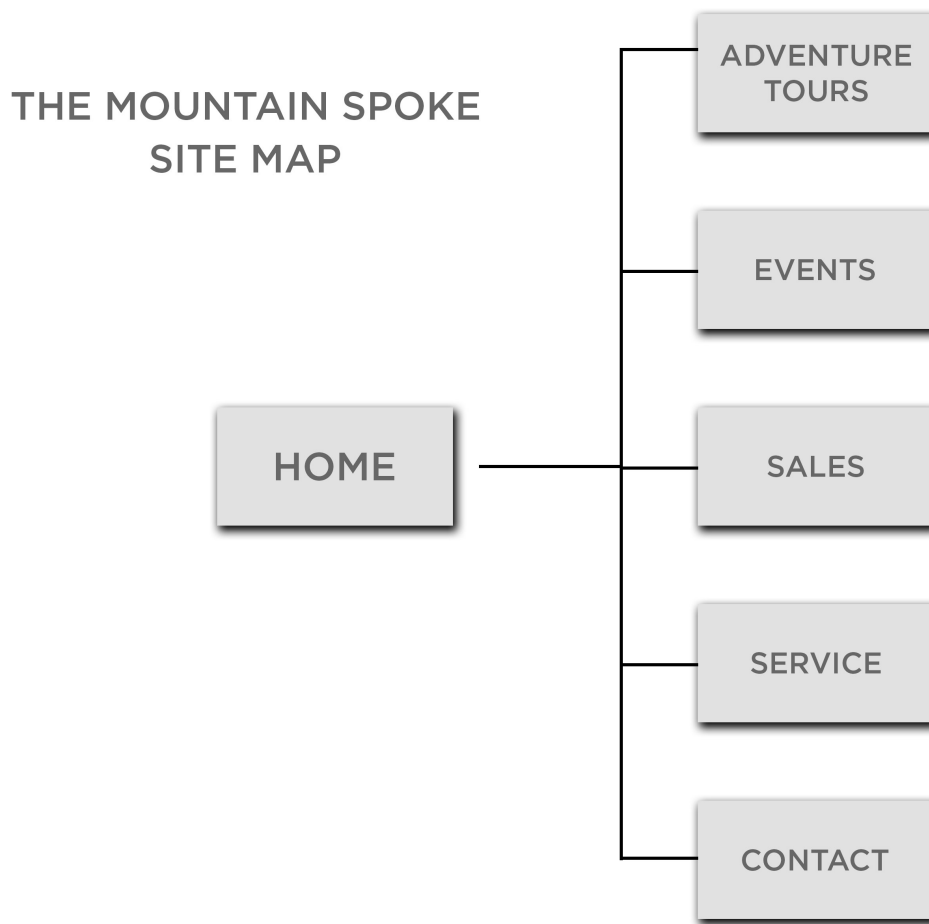 THE MOUNTAIN SPOKE
SITE MAP
HOME
ADVENTURE
TOURS
EVENTS
SALES
SERVICE
CONTACT